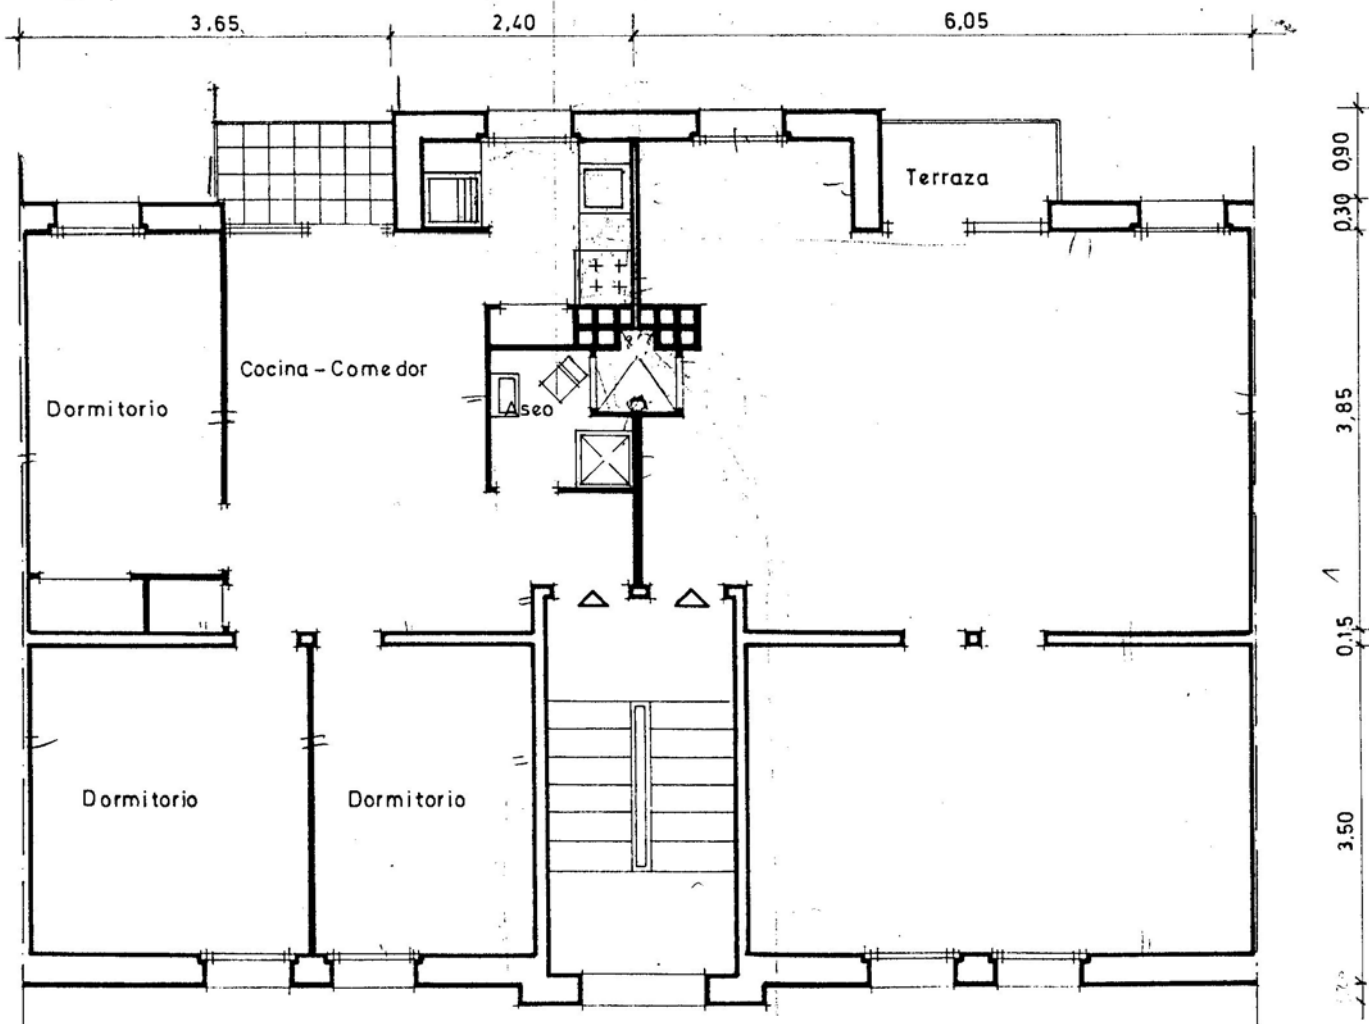 3,65
2,40
6,05
0,90
Terraza
0,30
Cocina - Comedor
Dormitorio
Aseo
3,85
0,15
Dormitorio
Dormitorio
3.50